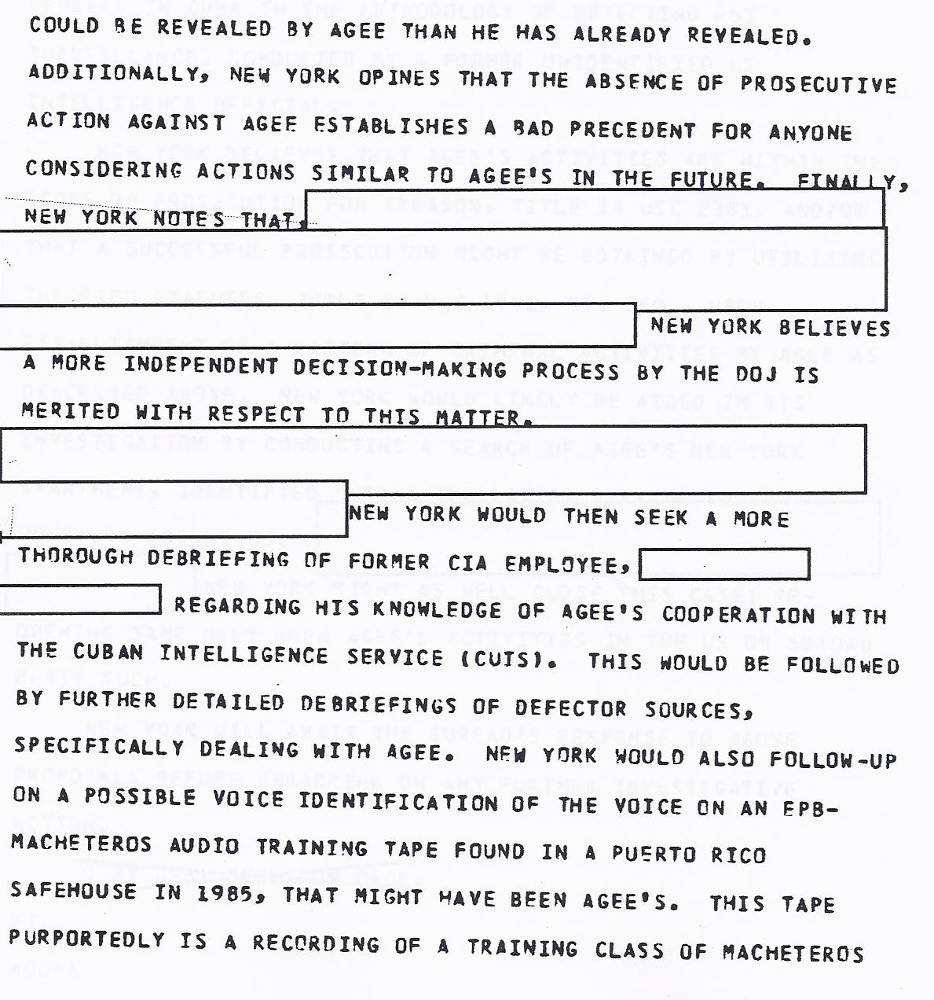 COULD BE REVEALED BY AGEE THAN HE HAS ALREADY REVEALED.
ADDITIONALLY, NEW YORK OPINES THAT THE ABSENCE OF PROSECUTIVE
ACTION AGAINST AGEE ESTABLISHES A BAD PRECEDENT FOR ANYONE
CONSIDERING ACTIONS SIMILAR TO AGEE'S IN THE FUTURE. FINALLY,
NEW YORK NOTES THAT
NEW YORK BELIEVES
A MORE INDEPENDENT DECISION-MAKING PROCESS BY THE DOJ IS
MERITED WITH RESPECT TO THIS MATTER.
NEW YORK WOULD THEN SEEK A MORE
THOROUGH DEBRIEFING OF FORMER CIA EMPLOYEE,
REGARDING HIS KNOWLEDGE OF AGEE'S COOPERATION WITH
THE CUBAN INTELLIGENCE SERVICE (CUIS). THIS WOULD BE FOLLOWED
BY FURTHER DETAILED DEBRIEFINGS OF DEFECTOR SOURCES,
SPECIFICALLY DEALING WITH AGEE. NEW YORK WOULD ALSO FOLLOW-UP
ON A POSSIBLE VOICE IDENTIFICATION OF THE VOICE ON AN EPB-
MACHETEROS AUDIO TRAINING TAPE FOUND IN A PUERTO RICO
SAFEHOUSE IN 1985, THAT MIGHT HAVE BEEN AGEE'S. THIS TAPE
PURPORTEDLY IS A RECORDING OF A TRAINING CLASS OF MACHETEROS